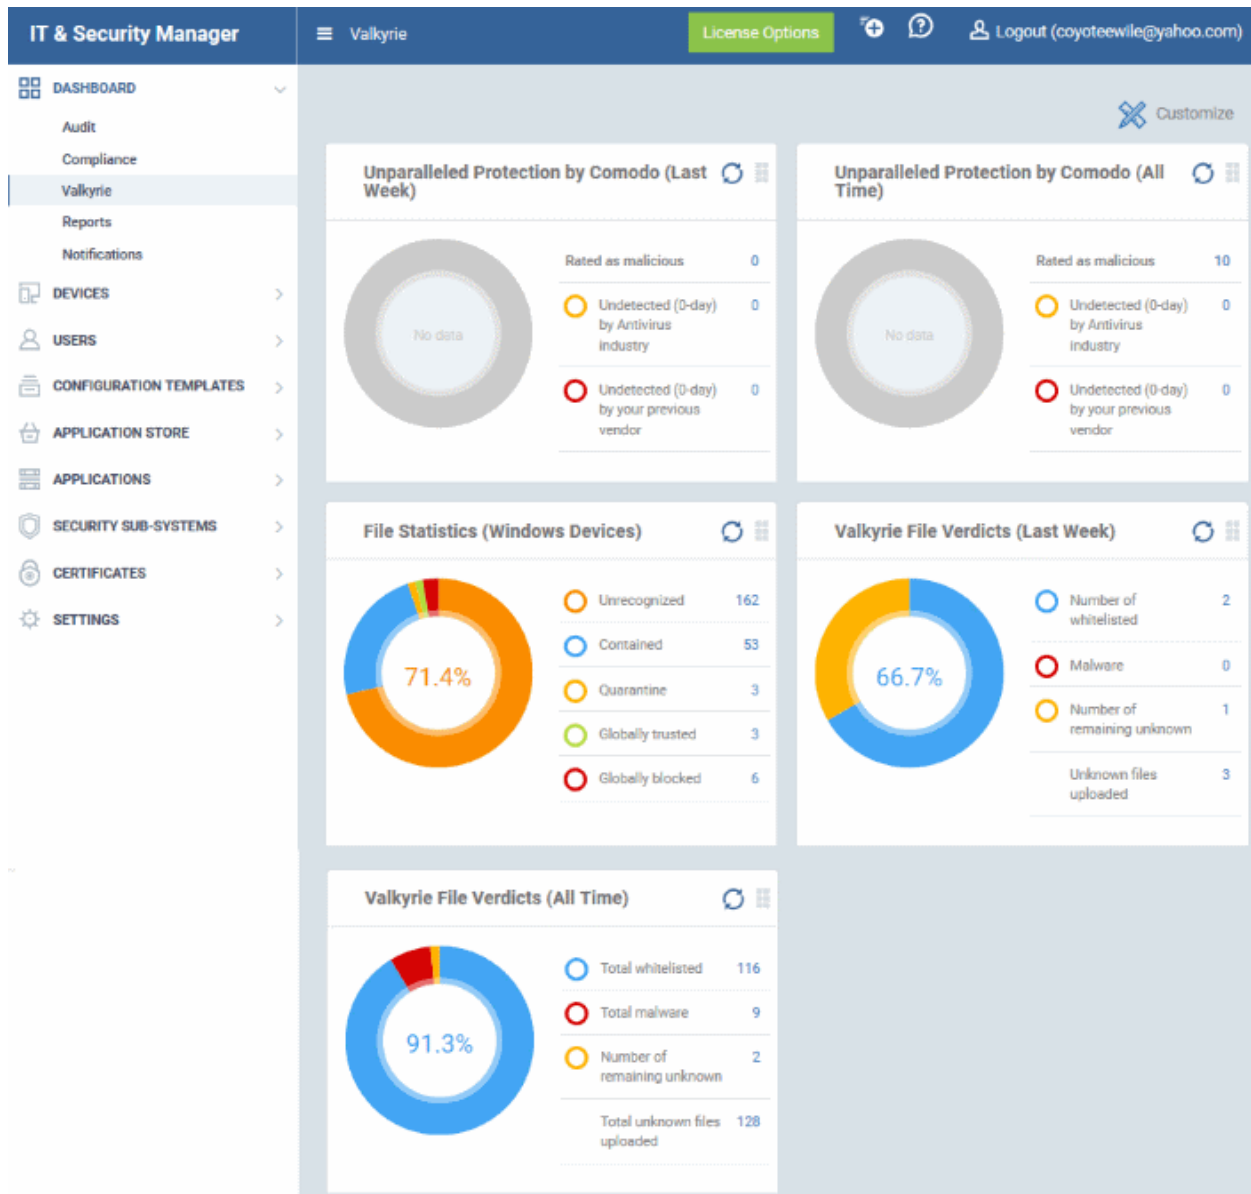 IT & Security Manager
Valkyrie
License Options
Logout (coyoteewile@yahoo.com)
DASHBOARD
Audit
Compliance
Valkyrie
Reports
Notifications
DEVICES
USERS
CONFIGURATION TEMPLATES
APPLICATION STORE
APPLICATIONS
SECURITY SUB-SYSTEMS
CERTIFICATES
SETTINGS
Customize
Unparalleled Protection by Comodo (Last
Week)
No data
Rated as malicious 0
Undetected (0-day) 0
by Antivirus
industry
Undetected (0-day) 0
by your previous
vendor
Unparalleled Protection by Comodo (All
Time)
No data
Rated as malicious 10
Undetected (0-day) 0
by Antivirus
industry
Undetected (0-day) 0
by your previous
vendor
File Statistics (Windows Devices)
71.4%
Unrecognized 162
Contained 53
Quarantine 3
Globally trusted 3
Globally blocked 6
Valkyrie File Verdicts (Last Week)
66.7%
Number of 2
whitelisted
Malware 0
Number of 1
remaining unknown
Unknown files 3
uploaded
Valkyrie File Verdicts (All Time)
91.3%
Total whitelisted 116
Total malware 9
Number of 2
remaining unknown
Total unknown files 128
uploaded